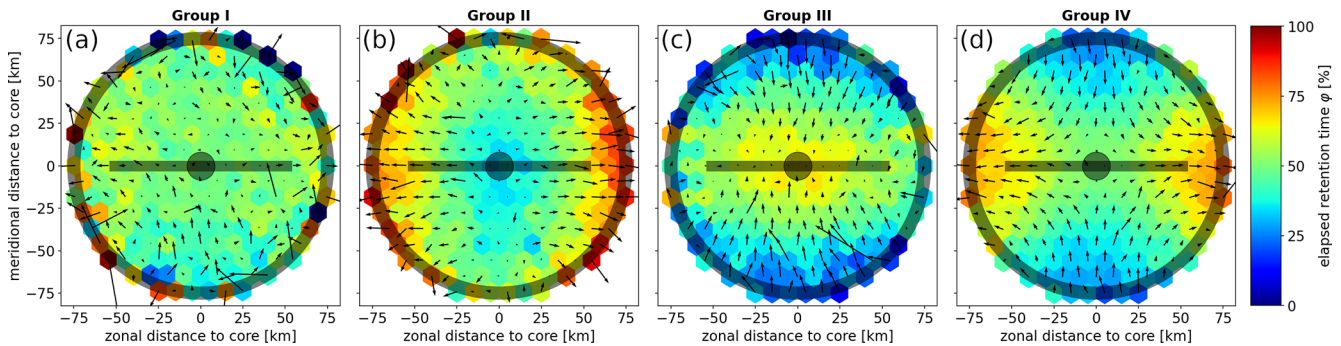 Group I Group II Group III Group IV
(a) (b) (c) (d)
meridional distance to core [km]
75
50
25
0
−25
−50
−75
−75 −50 −25 0 25 50 75
−75 −50 −25 0 25 50 75
−75 −50 −25 0 25 50 75
−75 −50 −25 0 25 50 75
zonal distance to core [km] zonal distance to core [km] zonal distance to core [km] zonal distance to core [km]
100
75
50
25
0
elapsed retention time φ [%]